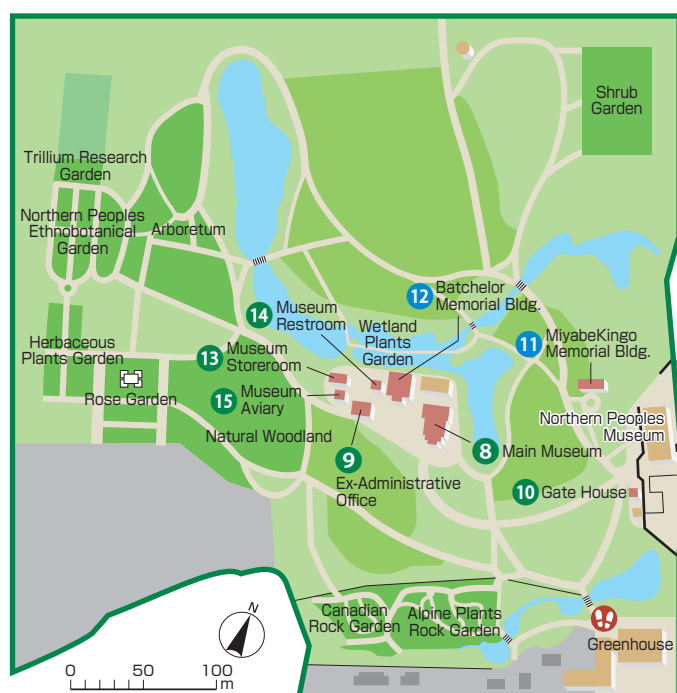 Shrub
Garden
Trillium Research
Garden
Northern Peoples
Ethnobotanical
Garden
Arboretum
12
Batchelor
Memorial Bldg.
14
Museum
Restroom
Wetland
Plants
Garden
11
MiyabeKingo
Memorial Bldg.
Herbaceous
Plants Garden
13
Museum
Storeroom
Rose Garden
15
Museum
Aviary
Northern Peoples
Museum
Natural Woodland
8
Main Museum
9
Ex-Administrative
Office
10
Gate House
Canadian
Rock Garden
Alpine Plants
Rock Garden
Greenhouse
N
0 50 100
m